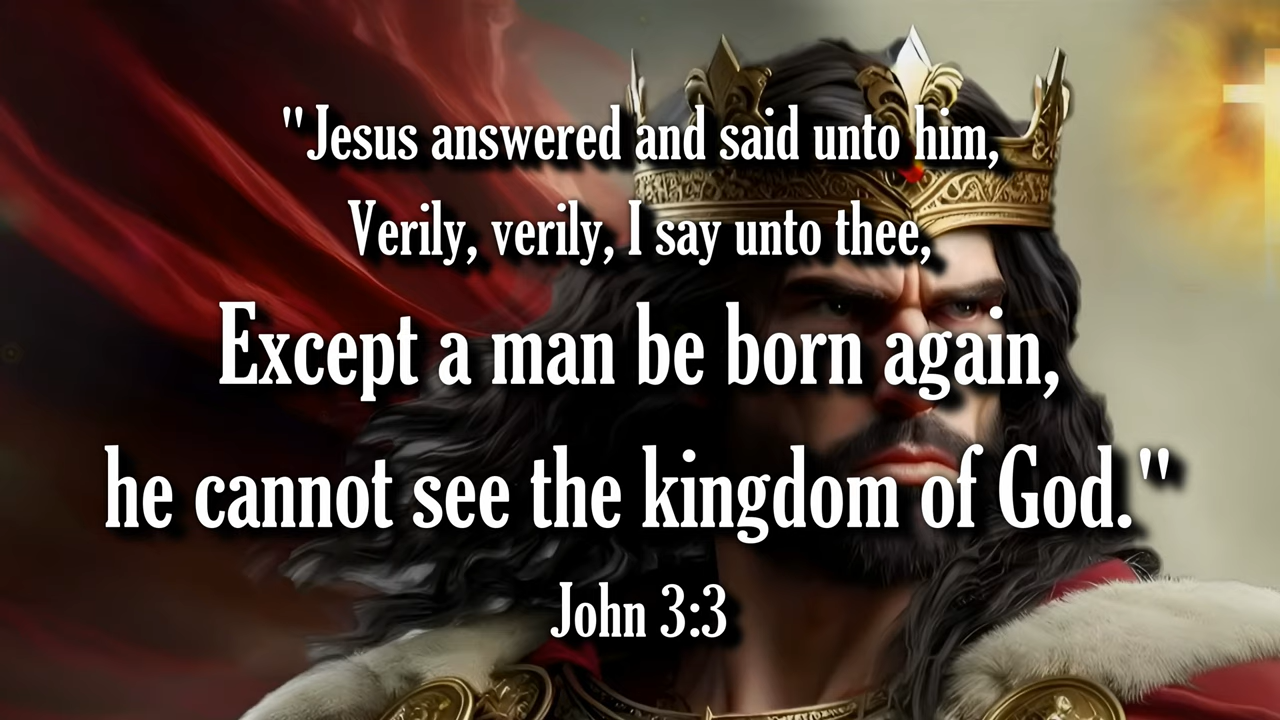 "Jesus answered and said unto him,
Verily, verily, I say unto thee,
Except a man be born again,
he cannot see the kingdom of God."
John 3:3